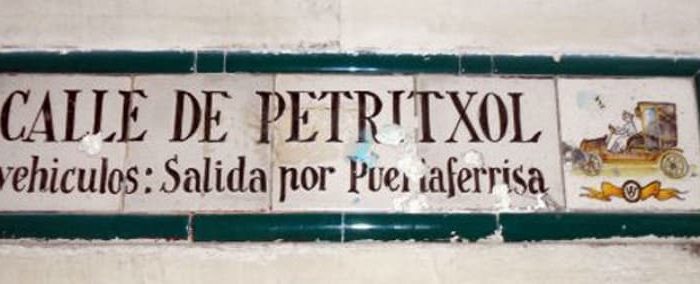 CALLE DE PETRITXOL
vehiculos: Salida por Puertaferrisa